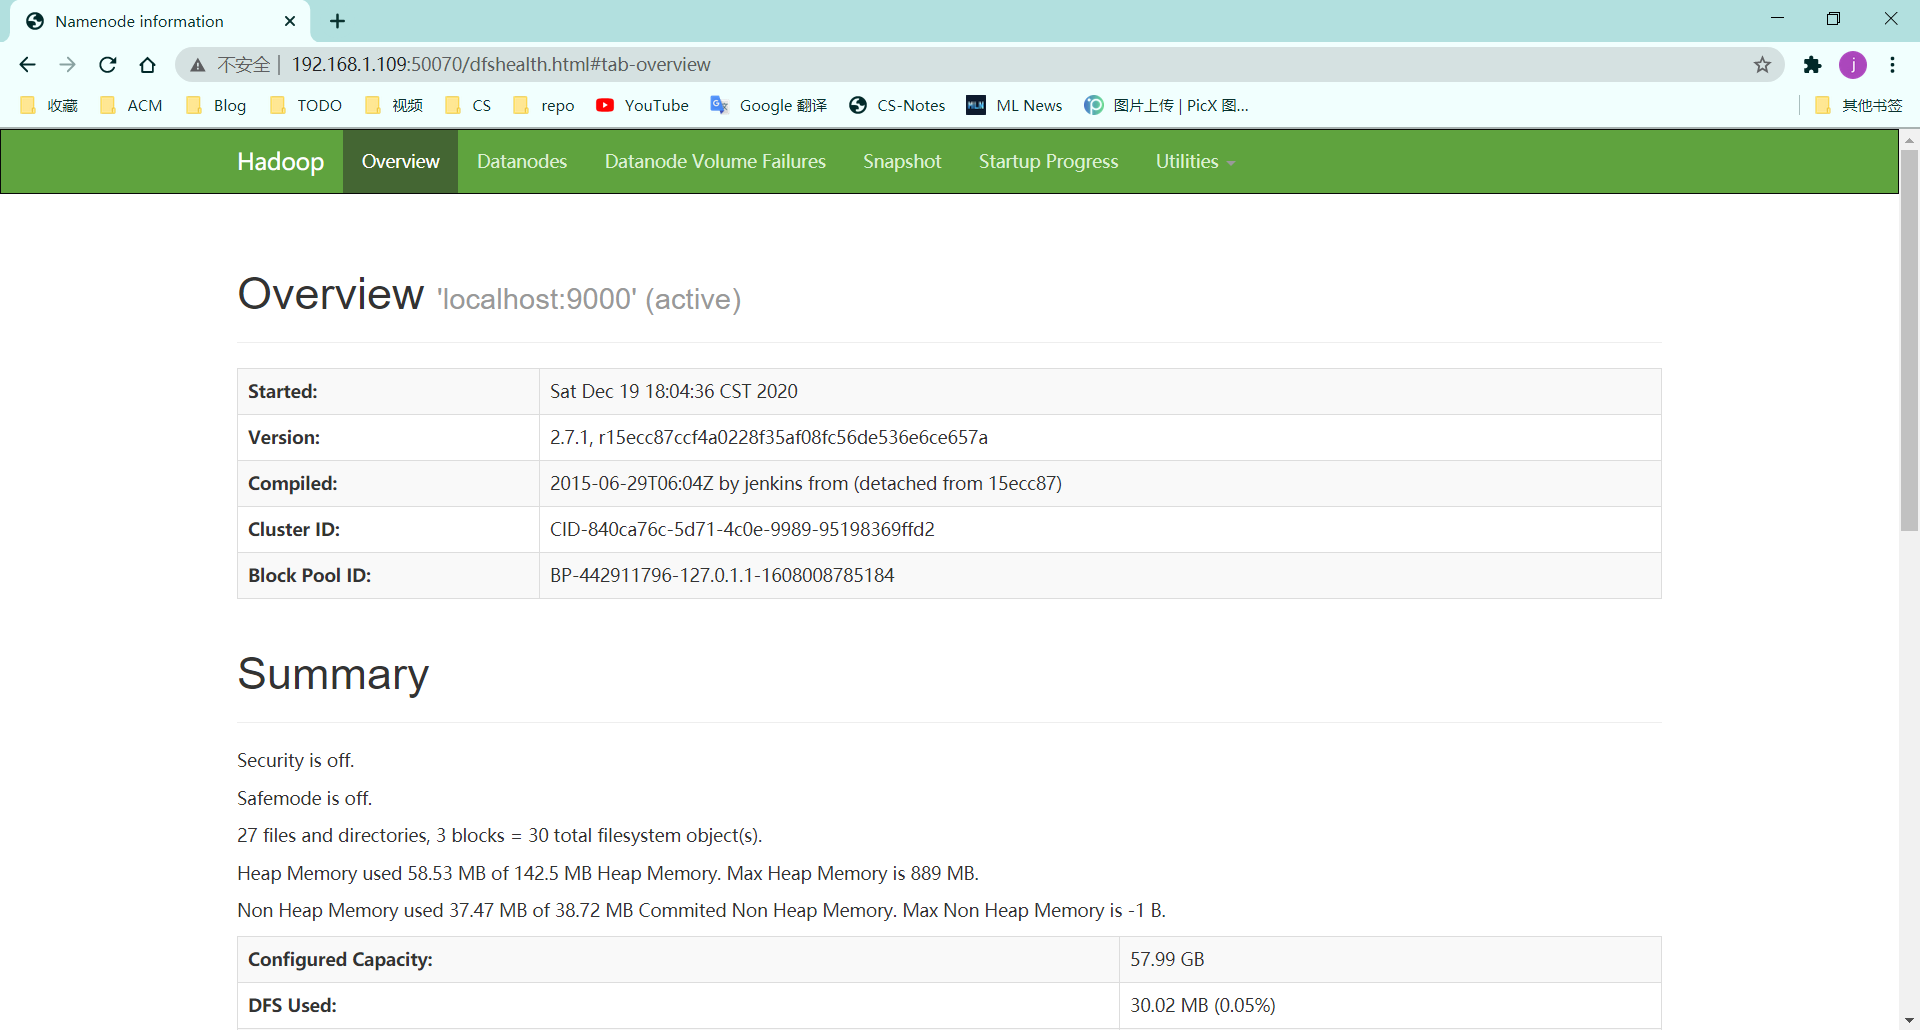 Namenode information
不安全 | 192.168.1.109:50070/dfshealth.html#tab-overview
j
收藏 ACM Blog TODO 视频 CS repo YouTube Google 翻译 CS-Notes MLN ML News 图片上传 | PicX 图... 其他书签
Hadoop Overview Datanodes Datanode Volume Failures Snapshot Startup Progress Utilities
Overview 'localhost:9000' (active)
Started: Sat Dec 19 18:04:36 CST 2020
Version: 2.7.1, r15ecc87ccf4a0228f35af08fc56de536e6ce657a
Compiled: 2015-06-29T06:04Z by jenkins from (detached from 15ecc87)
Cluster ID: CID-840ca76c-5d71-4c0e-9989-95198369ffd2
Block Pool ID: BP-442911796-127.0.1.1-1608008785184
Summary
Security is off.
Safemode is off.
27 files and directories, 3 blocks = 30 total filesystem object(s).
Heap Memory used 58.53 MB of 142.5 MB Heap Memory. Max Heap Memory is 889 MB.
Non Heap Memory used 37.47 MB of 38.72 MB Commited Non Heap Memory. Max Non Heap Memory is -1 B.
Configured Capacity: 57.99 GB
DFS Used: 30.02 MB (0.05%)